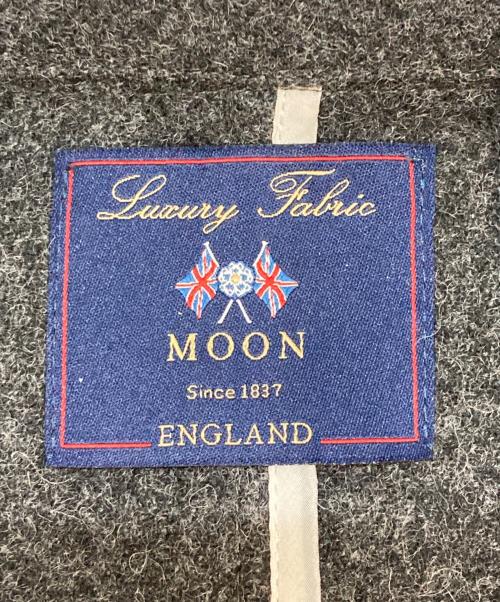 Luxury Fabric
MOON
Since 1837
ENGLAND